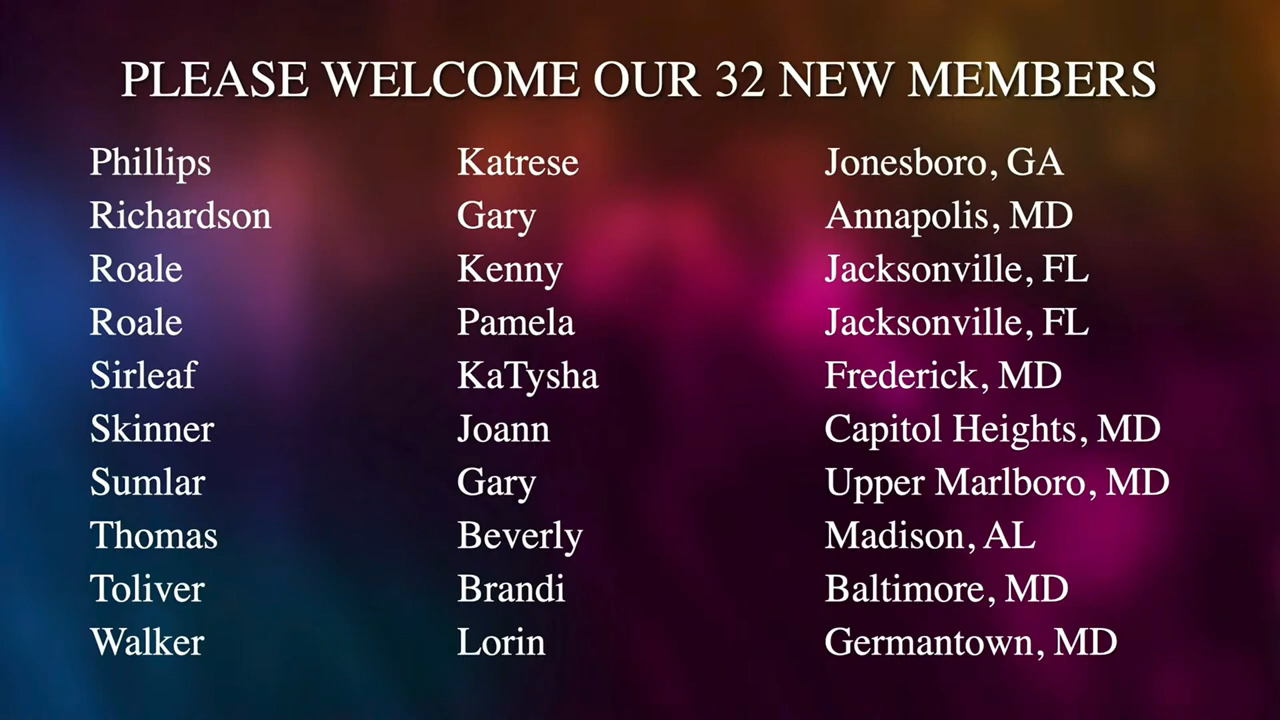 PLEASE WELCOME OUR 32 NEW MEMBERS
Phillips Katrese Jonesboro, GA
Richardson Gary Annapolis, MD
Roale Kenny Jacksonville, FL
Roale Pamela Jacksonville, FL
Sirleaf KaTysha Frederick, MD
Skinner Joann Capitol Heights, MD
Sumlar Gary Upper Marlboro, MD
Thomas Beverly Madison, AL
Toliver Brandi Baltimore, MD
Walker Lorin Germantown, MD